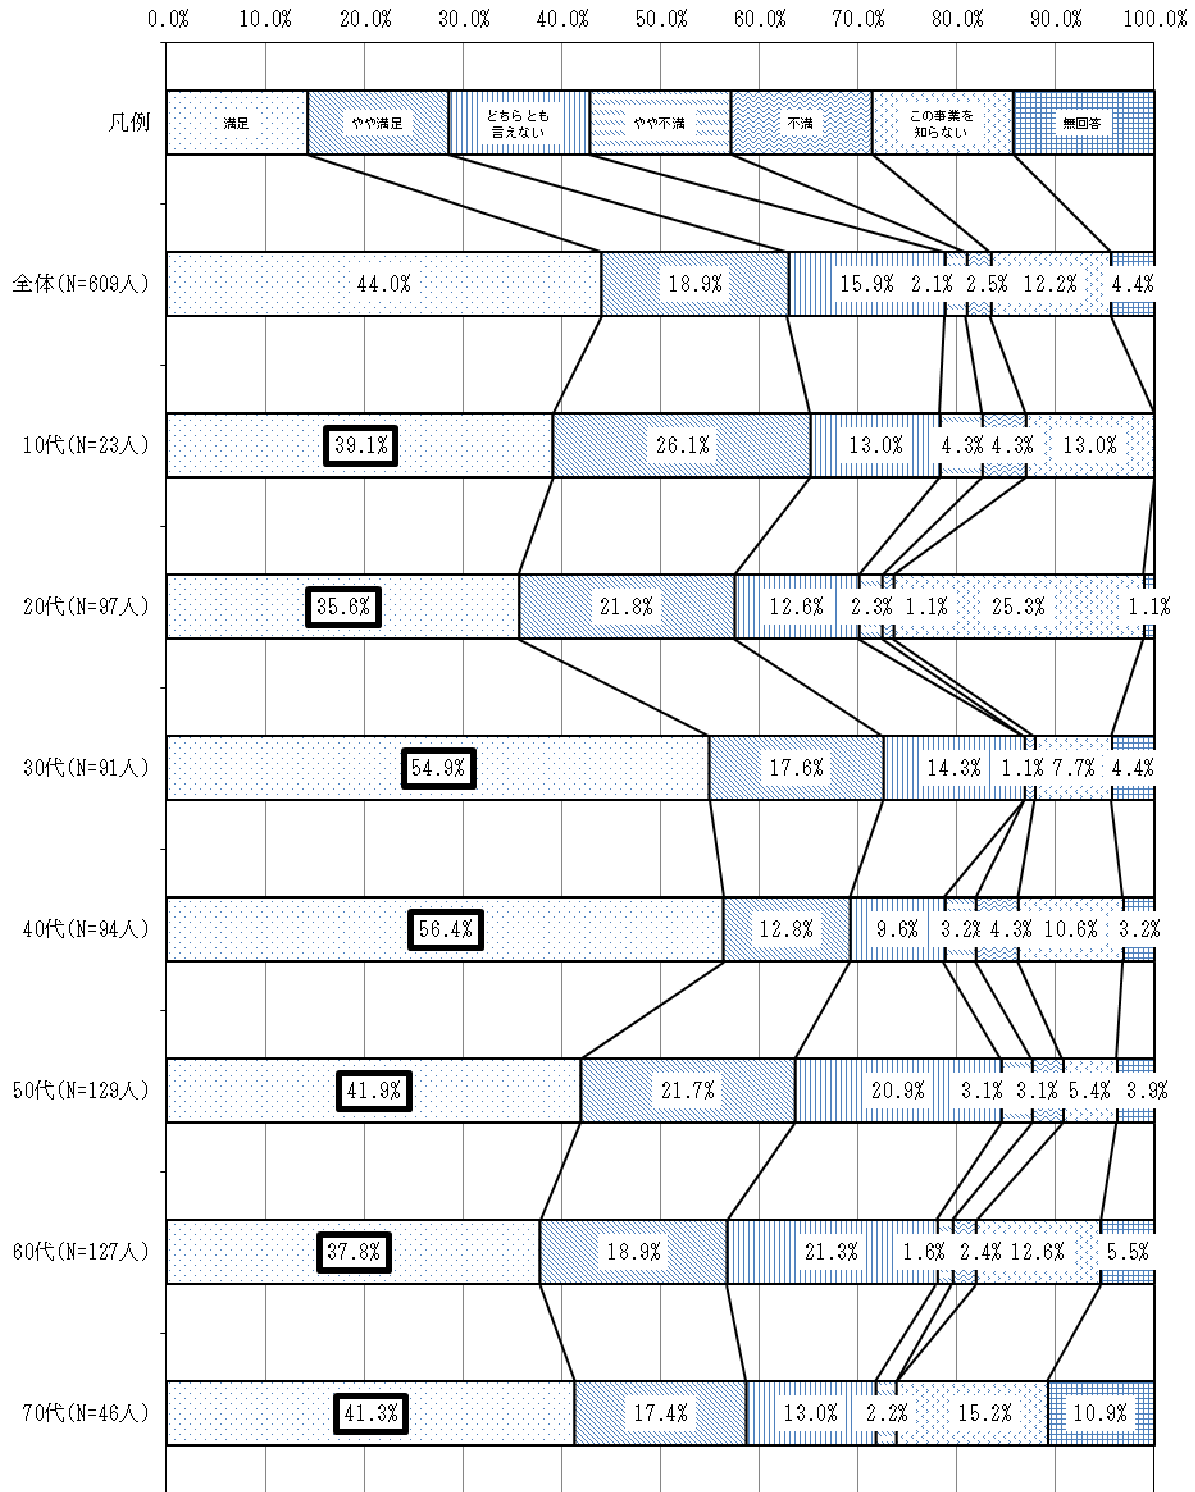 0.0% 10.0% 20.0% 30.0% 40.0% 50.0% 60.0% 70.0% 80.0% 90.0% 100.0%
凡例 満足 やや満足 どちらとも言えない やや不満 不満 この事業を知らない 無回答
全体(N=609人) 44.0% 18.9% 15.9% 2.1% 2.5% 12.2% 4.4%
10代(N=23人) 39.1% 26.1% 13.0% 4.3% 4.3% 13.0%
20代(N=97人) 35.6% 21.8% 12.6% 2.3% 1.1% 25.3% 1.1%
30代(N=91人) 54.9% 17.6% 14.3% 1.1% 7.7% 4.4%
40代(N=94人) 56.4% 12.8% 9.6% 3.2% 4.3% 10.6% 3.2%
50代(N=129人) 41.9% 21.7% 20.9% 3.1% 3.1% 5.4% 3.9%
60代(N=127人) 37.8% 18.9% 21.3% 1.6% 2.4% 12.6% 5.5%
70代(N=46人) 41.3% 17.4% 13.0% 2.2% 15.2% 10.9%